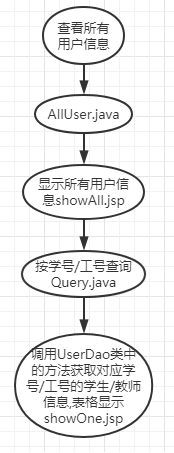 查看所有
用户信息
AllUser.java
显示所有用户信
息showAll.jsp
按学号/工号查询
Query.java
调用UserDao类中
的方法获取对应学
号/工号的学生/教师
信息,表格显示
showOne.jsp